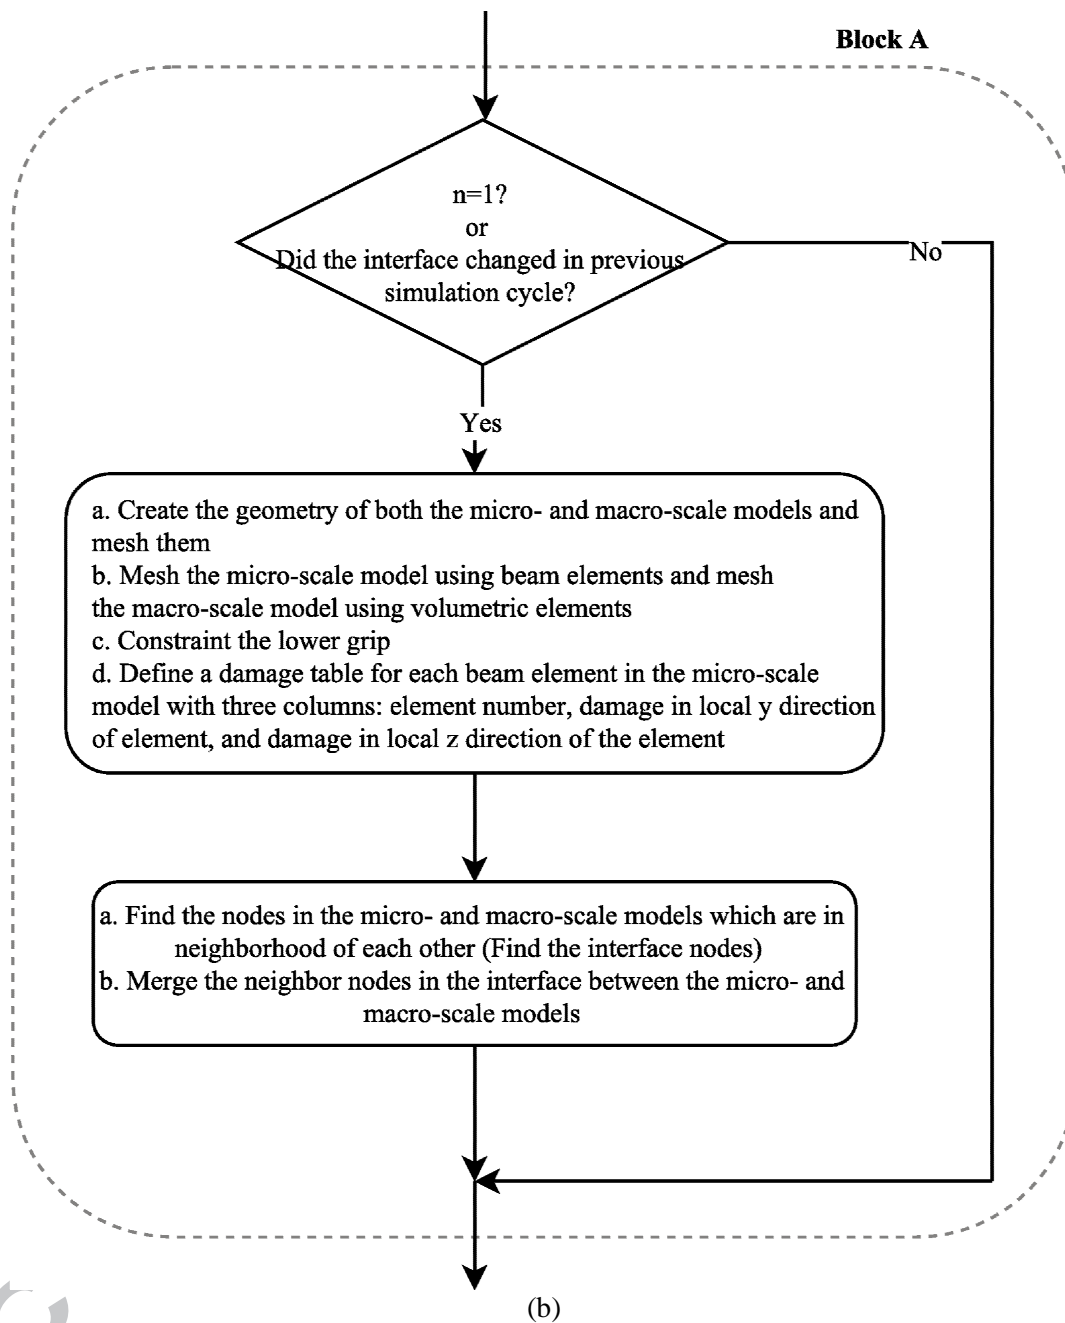 Block A
n=1?
or
Did the interface changed in previous
simulation cycle?
No
Yes
a. Create the geometry of both the micro- and macro-scale models and
mesh them
b. Mesh the micro-scale model using beam elements and mesh
the macro-scale model using volumetric elements
c. Constraint the lower grip
d. Define a damage table for each beam element in the micro-scale
model with three columns: element number, damage in local y direction
of element, and damage in local z direction of the element
a. Find the nodes in the micro- and macro-scale models which are in
neighborhood of each other (Find the interface nodes)
b. Merge the neighbor nodes in the interface between the micro- and
macro-scale models
(b)